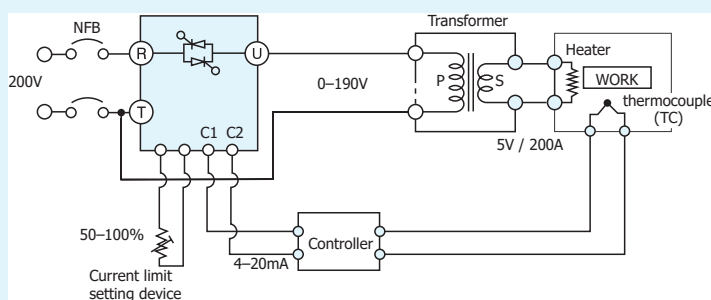 NFB
200V
R
U
T
C1 C2
0–190V
Transformer
P
S
Heater
WORK
thermocouple
(TC)
5V / 200A
50–100%
Current limit
setting device
4–20mA
Controller